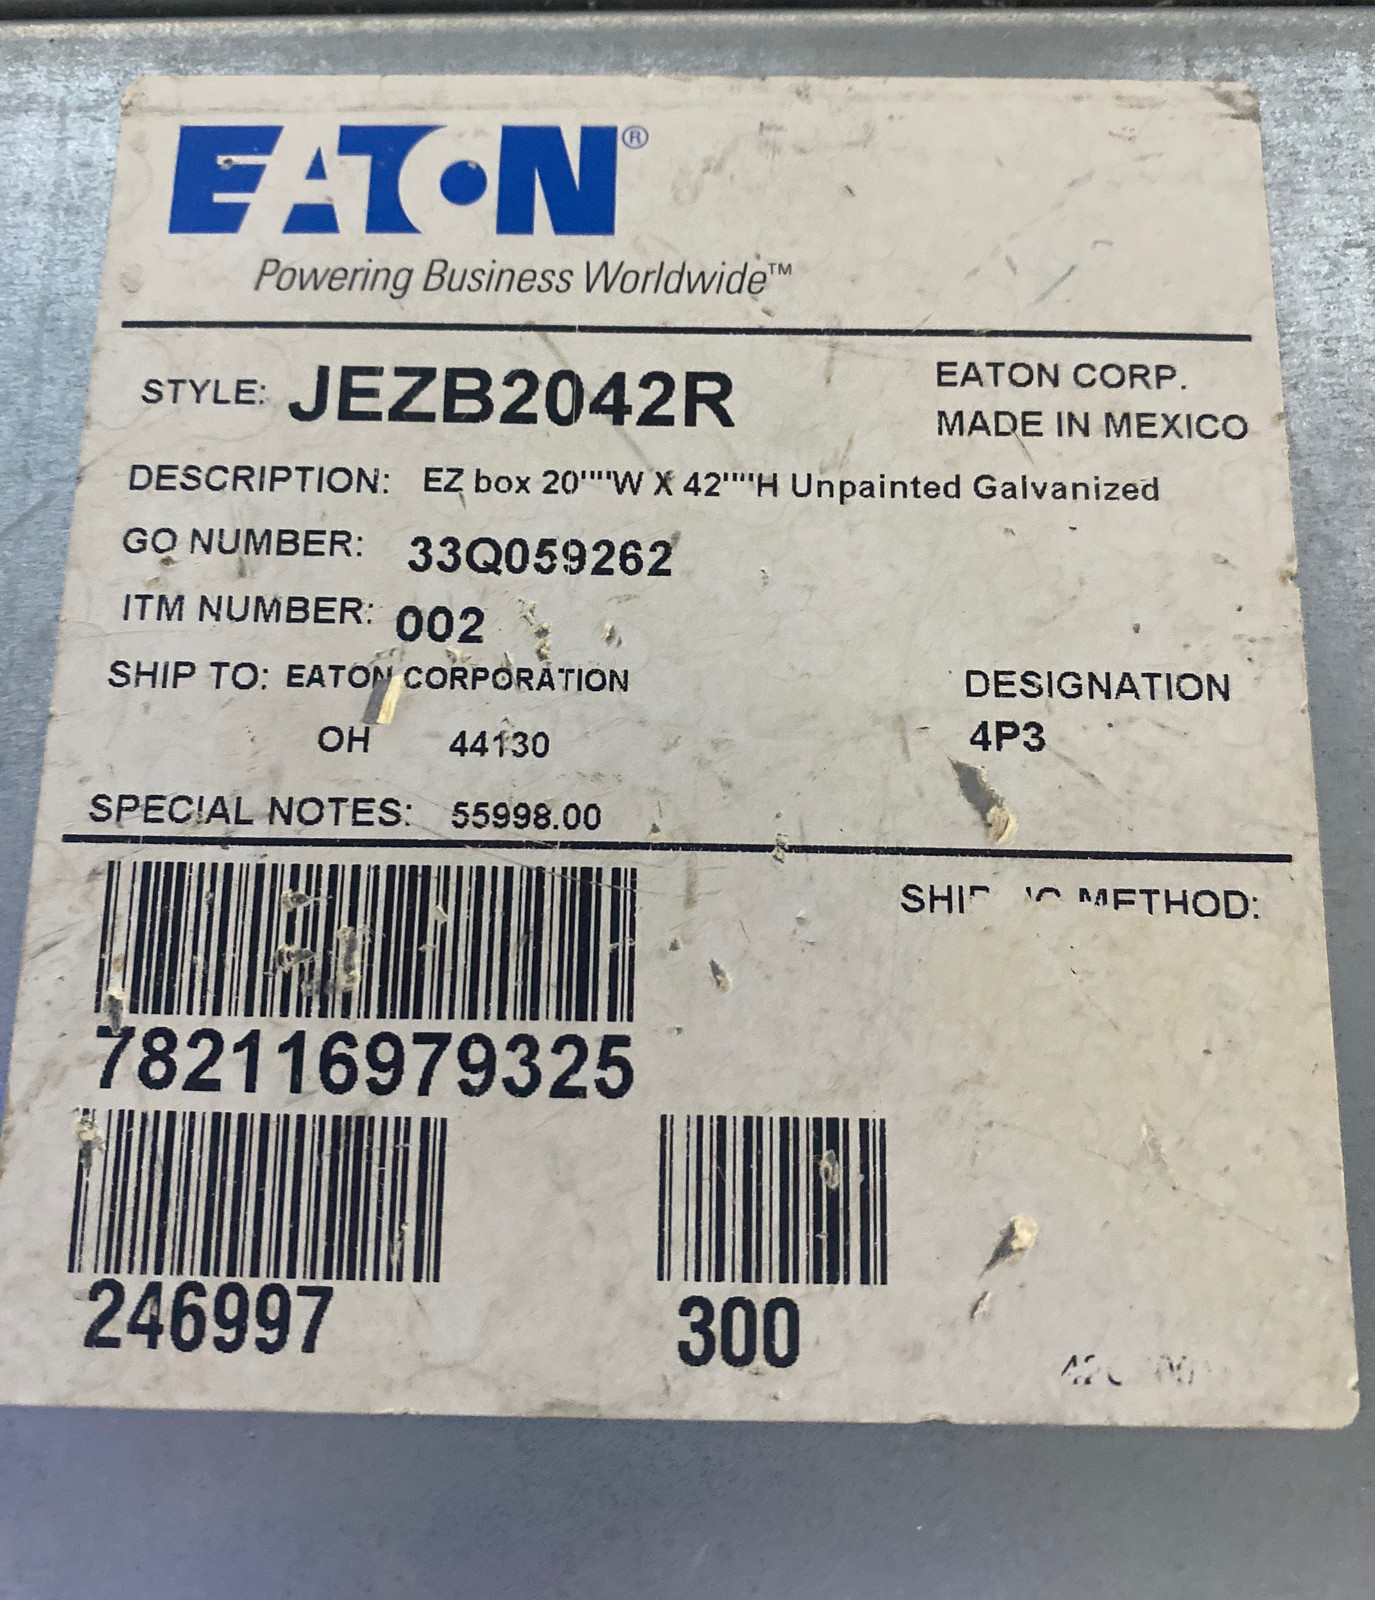 EATON®
Powering Business Worldwide™
STYLE: JEZB2042R
EATON CORP.
MADE IN MEXICO
DESCRIPTION: EZ box 20""W X 42""H Unpainted Galvanized
GO NUMBER: 33Q059262
ITM NUMBER: 002
SHIP TO: EATON CORPORATION
OH 44130
DESIGNATION
4P3
SPECIAL NOTES: 55998.00
METHOD:
782116979325
246997
300